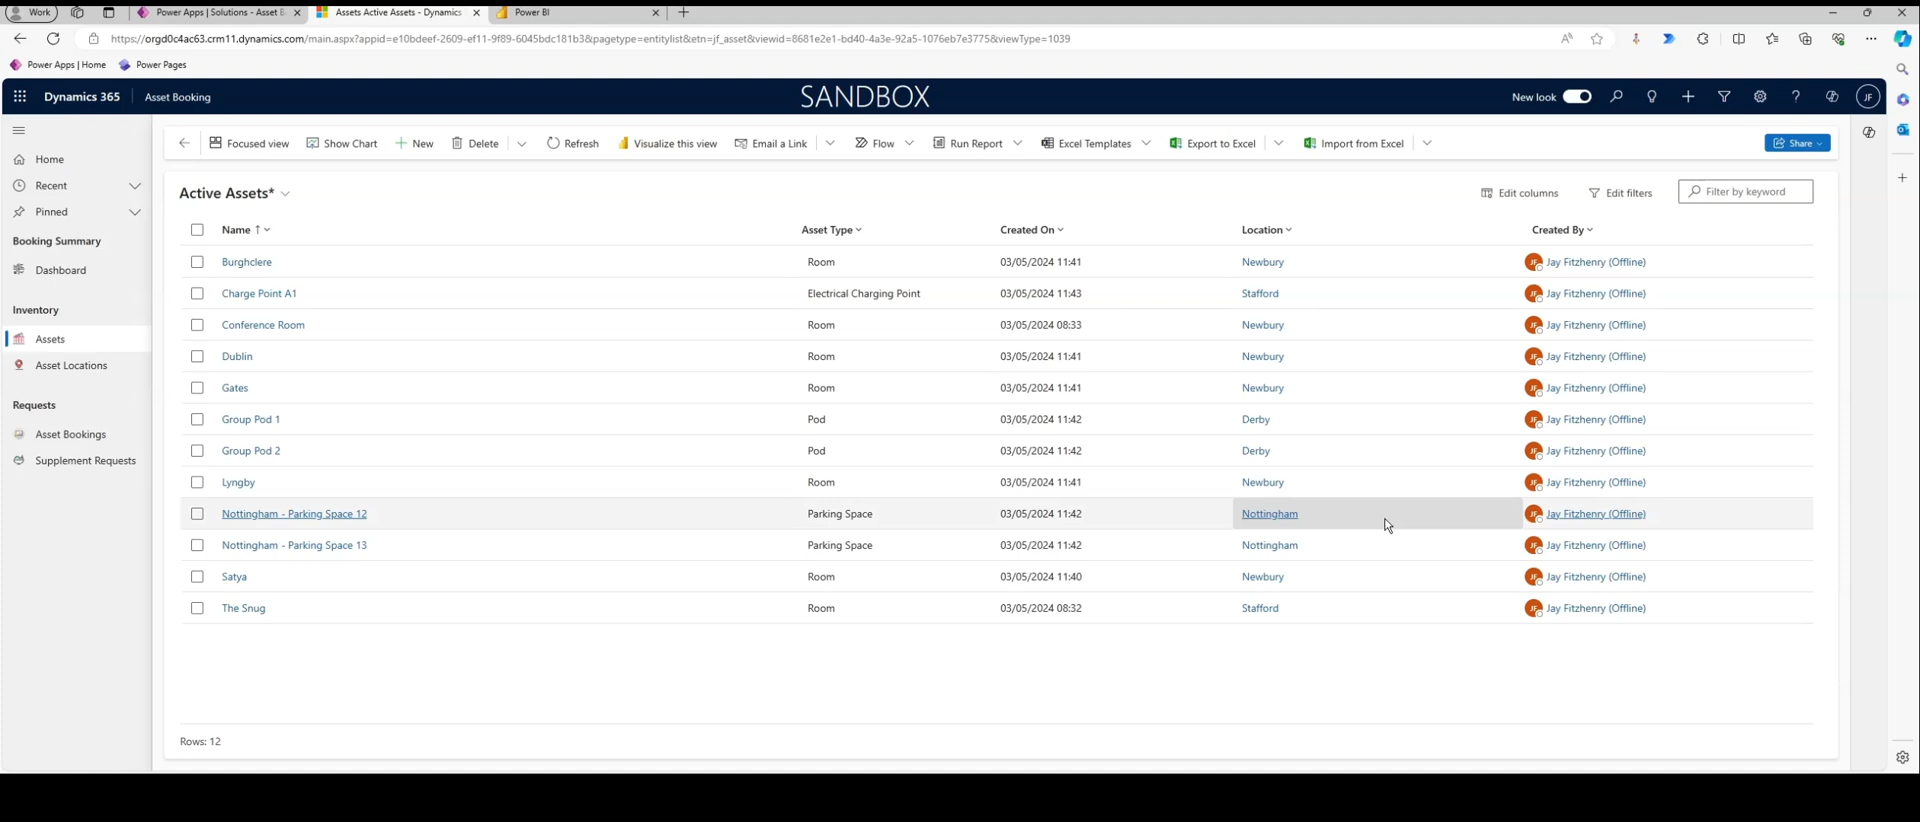 Work
Power Apps | Solutions - Asset B
Assets Active Assets - Dynamics
Power BI
https://orgd0c4ac63.crm11.dynamics.com/main.aspx?appid=e10bdeef-2609-ef11-9f89-6045bdc181b3&pagetype=entitylist&etn=jf_asset&viewid=8681e2e1-bd40-4a3e-92a5-1076eb7e3775&viewType=1039
Power Apps | Home Power Pages
Dynamics 365 Asset Booking SANDBOX New look JF
Focused view Show Chart New Delete Refresh Visualize this view Email a Link Flow Run Report Excel Templates Export to Excel Import from Excel Share
Home
Recent
Pinned
Booking Summary
Dashboard
Inventory
Assets
Asset Locations
Requests
Asset Bookings
Supplement Requests
Active Assets* Edit columns Edit filters Filter by keyword
Name ↑ Asset Type Created On Location Created By
Burghclere Room 03/05/2024 11:41 Newbury JF Jay Fitzhenry (Offline)
Charge Point A1 Electrical Charging Point 03/05/2024 11:43 Stafford JF Jay Fitzhenry (Offline)
Conference Room Room 03/05/2024 08:33 Newbury JF Jay Fitzhenry (Offline)
Dublin Room 03/05/2024 11:41 Newbury JF Jay Fitzhenry (Offline)
Gates Room 03/05/2024 11:41 Newbury JF Jay Fitzhenry (Offline)
Group Pod 1 Pod 03/05/2024 11:42 Derby JF Jay Fitzhenry (Offline)
Group Pod 2 Pod 03/05/2024 11:42 Derby JF Jay Fitzhenry (Offline)
Lyngby Room 03/05/2024 11:41 Newbury JF Jay Fitzhenry (Offline)
Nottingham - Parking Space 12 Parking Space 03/05/2024 11:42 Nottingham JF Jay Fitzhenry (Offline)
Nottingham - Parking Space 13 Parking Space 03/05/2024 11:42 Nottingham JF Jay Fitzhenry (Offline)
Satya Room 03/05/2024 11:40 Newbury JF Jay Fitzhenry (Offline)
The Snug Room 03/05/2024 08:32 Stafford JF Jay Fitzhenry (Offline)
Rows: 12